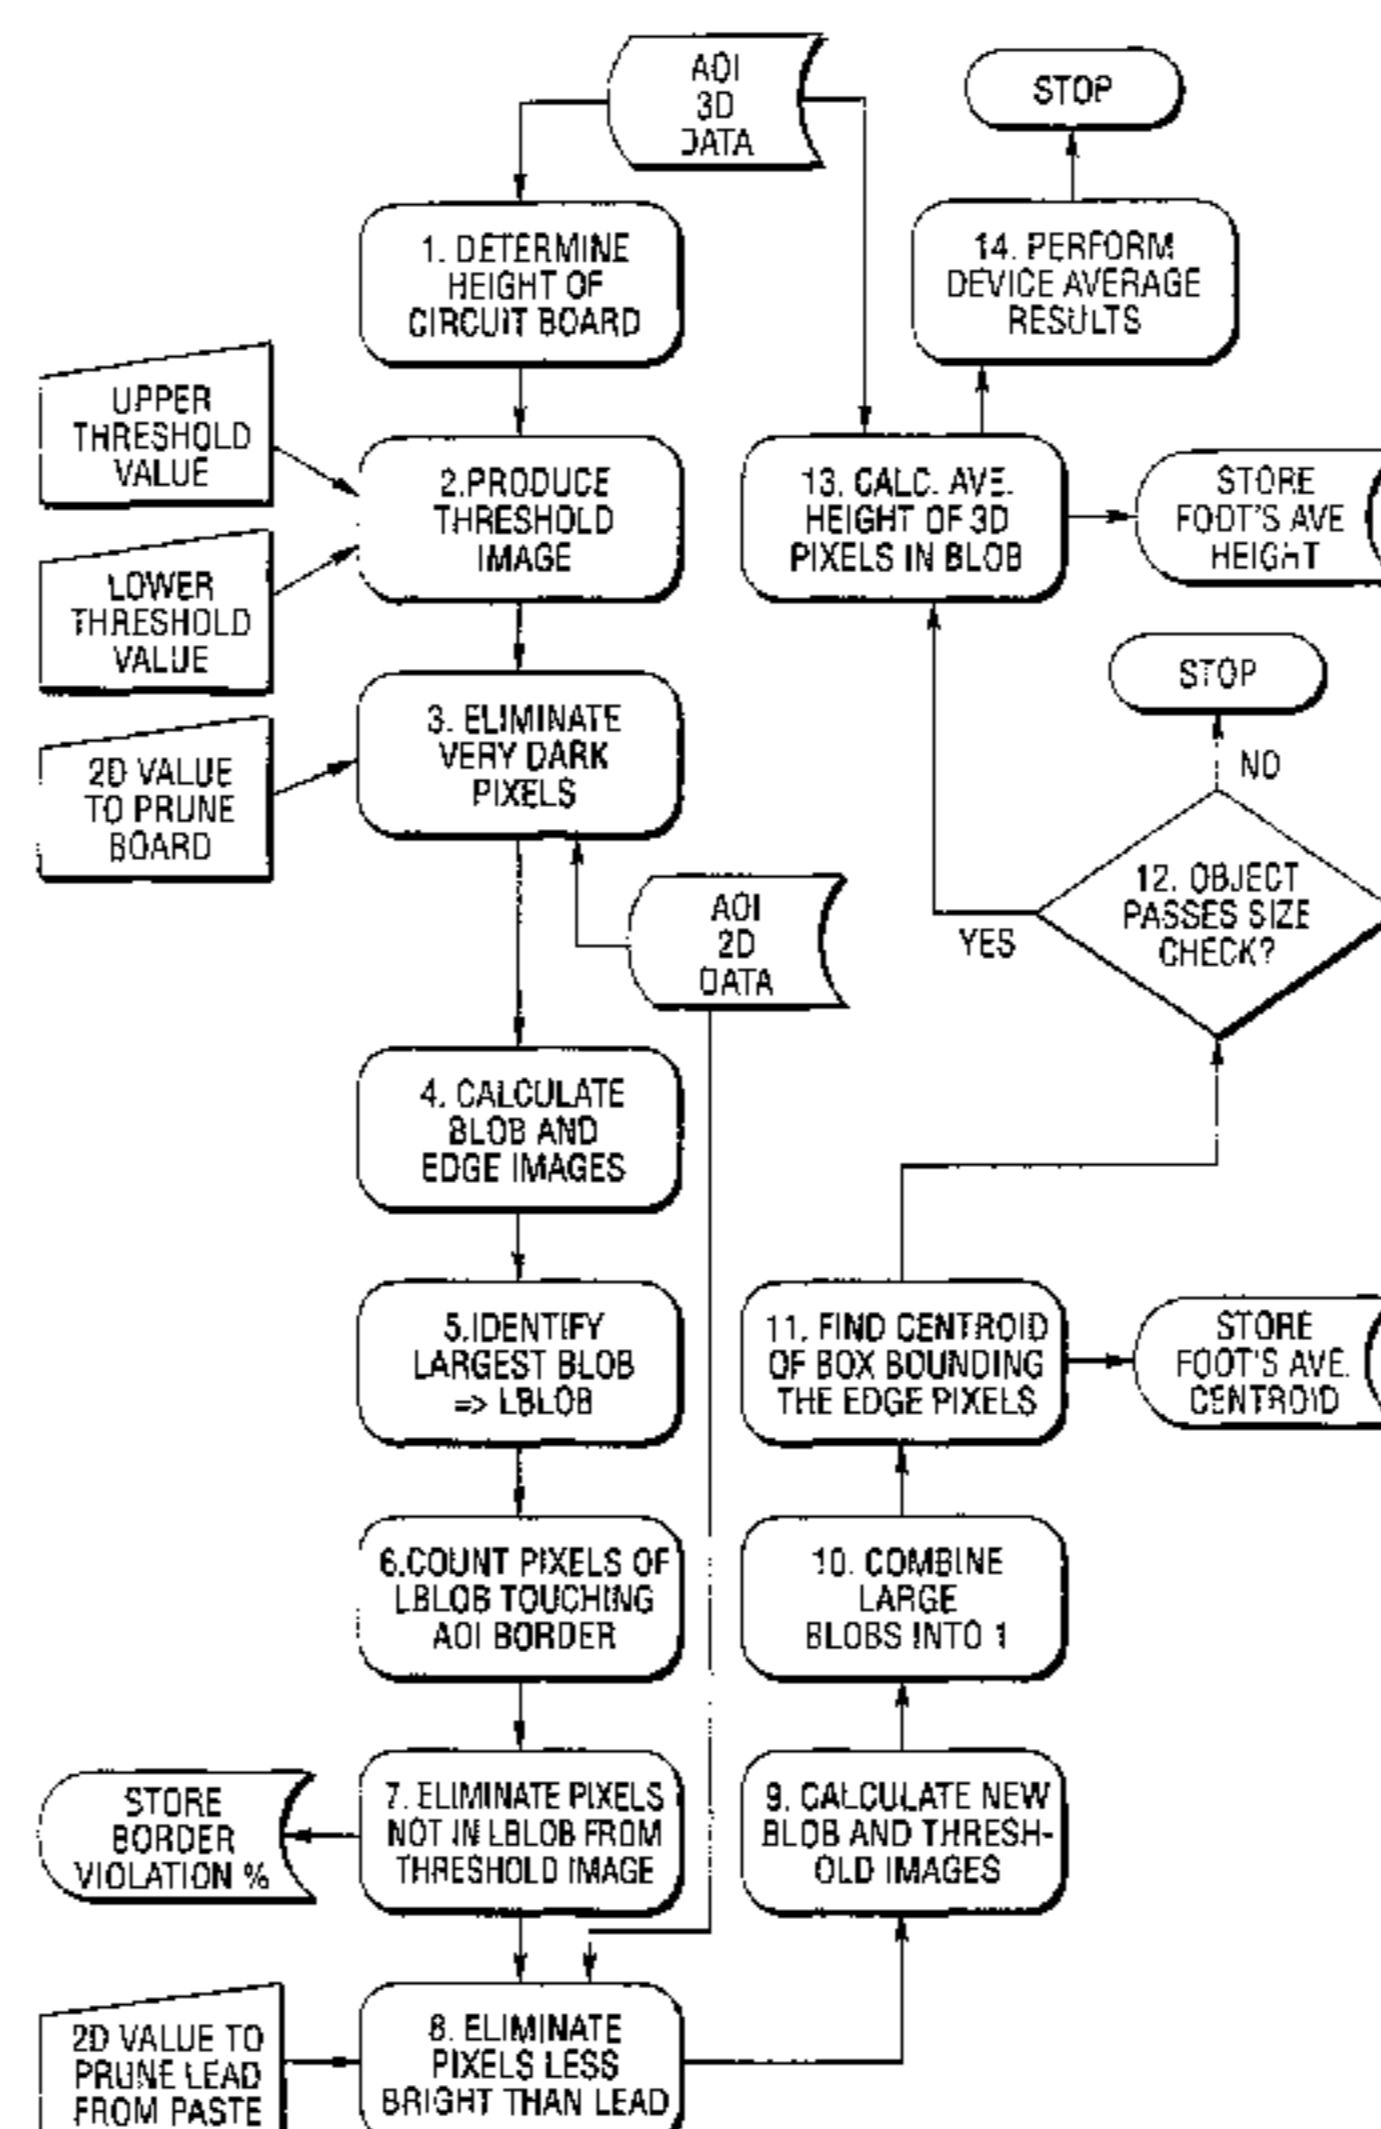 AOI
3D
DATA
STOP
1. DETERMINE
HEIGHT OF
CIRCUIT BOARD
14. PERFORM
DEVICE AVERAGE
RESULTS
UPPER
THRESHOLD
VALUE
2.PRODUCE
THRESHOLD
IMAGE
13. CALC. AVE.
HEIGHT OF 3D
PIXELS IN BLOB
STORE
FOOT'S AVE
HEIGHT
LOWER
THRESHOLD
VALUE
STOP
NO
3. ELIMINATE
VERY DARK
PIXELS
2D VALUE
TO PRUNE
BOARD
AOI
2D
DATA
12. OBJECT
PASSES SIZE
CHECK?
YES
4. CALCULATE
BLOB AND
EDGE IMAGES
5.IDENTIFY
LARGEST BLOB
=> LBLOB
11. FIND CENTROID
OF BOX BOUNDING
THE EDGE PIXELS
STORE
FOOT'S AVE.
CENTROID
6.COUNT PIXELS OF
LBLOB TOUCHING
AOI BORDER
10. COMBINE
LARGE
BLOBS INTO 1
STORE
BORDER
VIOLATION %
7. ELIMINATE PIXELS
NOT IN LBLOB FROM
THRESHOLD IMAGE
9. CALCULATE NEW
BLOB AND THRESH-
OLD IMAGES
2D VALUE TO
PRUNE LEAD
FROM PASTE
8. ELIMINATE
PIXELS LESS
BRIGHT THAN LEAD